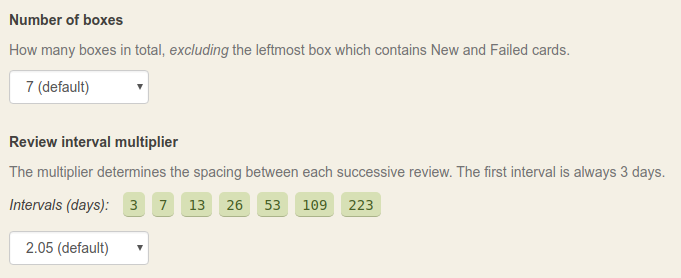 Number of boxes
How many boxes in total, excluding the leftmost box which contains New and Failed cards.
7 (default)
Review interval multiplier
The multiplier determines the spacing between each successive review. The first interval is always 3 days.
Intervals (days): 3 7 13 26 53 109 223
2.05 (default)